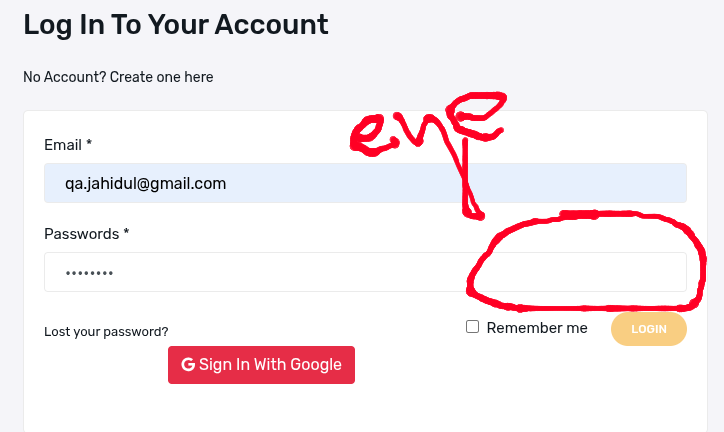 Log In To Your Account
No Account? Create one here
Email *
eye
qa.jahidul@gmail.com
Passwords *
••••••••
Lost your password?
Remember me
LOGIN
G Sign In With Google